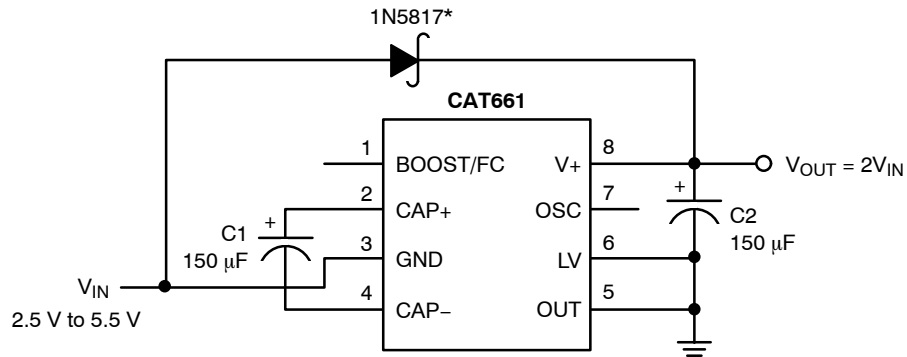 1N5817*
CAT661
1 BOOST/FC V+ 8
VOUT = 2VIN
2 CAP+ OSC 7
+ C1 150 μF
+ C2 150 μF
3 GND LV 6
VIN
2.5 V to 5.5 V
4 CAP− OUT 5